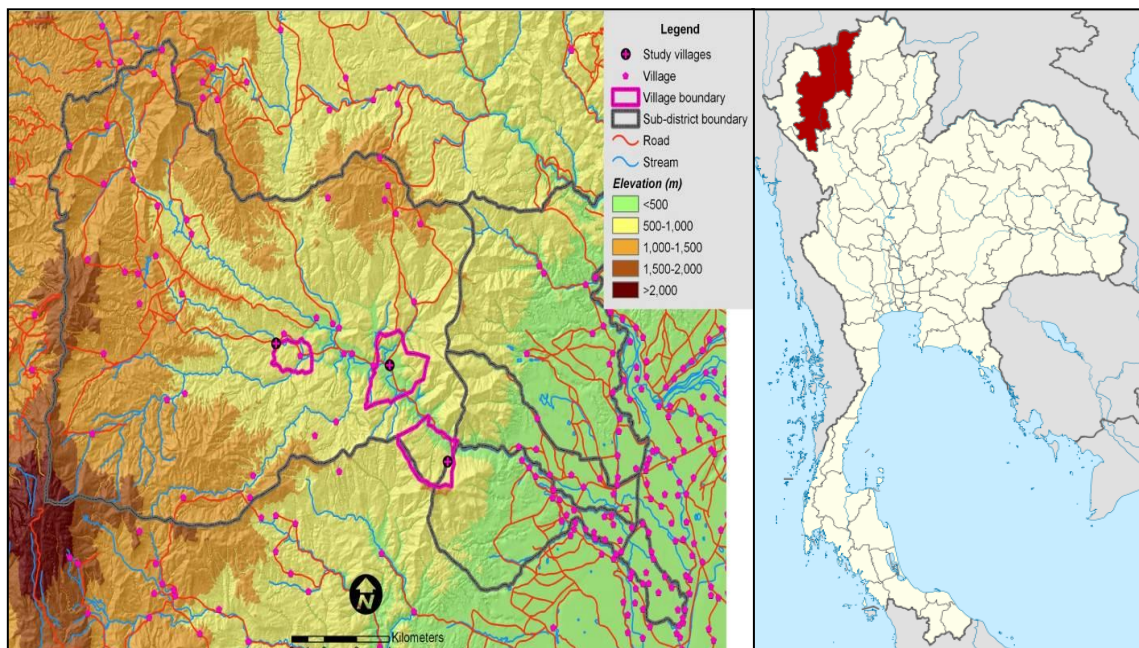 Legend
Study villages
Village
Village boundary
Sub-district boundary
Road
Stream
Elevation (m)
<500
500-1,000
1,000-1,500
1,500-2,000
>2,000
N
Kilometers